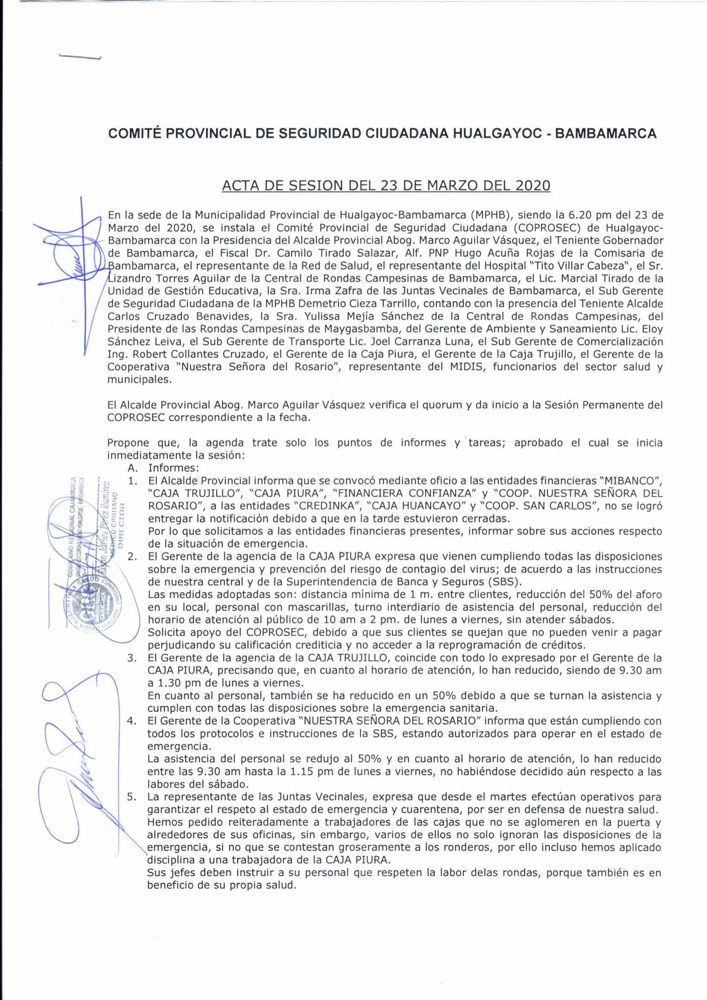 COMITÉ PROVINCIAL DE SEGURIDAD CIUDADANA HUALGAYOC - BAMBAMARCA
ACTA DE SESION DEL 23 DE MARZO DEL 2020
En la sede de la Municipalidad Provincial de Hualgayoc-Bambamarca (MPHB), siendo la 6.20 pm del 23 de
Marzo del 2020, se instala el Comité Provincial de Seguridad Ciudadana (COPROSEC) de Hualgayoc-
Bambamarca con la Presidencia del Alcalde Provincial Abog. Marco Aguilar Vásquez, el Teniente Gobernador
de Bambamarca, el Fiscal Dr. Camilo Tirado Salazar, Alf. PNP Hugo Acuña Rojas de la Comisaria de
Bambamarca, el representante de la Red de Salud, el representante del Hospital "Tito Villar Cabeza", el Sr.
Lizandro Torres Aguilar de la Central de Rondas Campesinas de Bambamarca, el Lic. Marcial Tirado de la
Unidad de Gestión Educativa, la Sra. Irma Zafra de las Juntas Vecinales de Bambamarca, el Sub Gerente
de Seguridad Ciudadana de la MPHB Demetrio Cieza Tarrillo, contando con la presencia del Teniente Alcalde
Carlos Cruzado Benavides, la Sra. Yulissa Mejía Sánchez de la Central de Rondas Campesinas, del
Presidente de las Rondas Campesinas de Maygasbamba, del Gerente de Ambiente y Saneamiento Lic. Eloy
Sánchez Leiva, el Sub Gerente de Transporte Lic. Joel Carranza Luna, el Sub Gerente de Comercialización
Ing. Robert Collantes Cruzado, el Gerente de la Caja Piura, el Gerente de la Caja Trujillo, el Gerente de la
Cooperativa "Nuestra Señora del Rosario", representante del MIDIS, funcionarios del sector salud y
municipales.
El Alcalde Provincial Abog. Marco Aguilar Vásquez verifica el quorum y da inicio a la Sesión Permanente del
COPROSEC correspondiente a la fecha.
Propone que, la agenda trate solo los puntos de informes y tareas; aprobado el cual se inicia
inmediatamente la sesión:
A. Informes:
1. El Alcalde Provincial informa que se convocó mediante oficio a las entidades financieras "MIBANCO",
"CAJA TRUJILLO", "CAJA PIURA", "FINANCIERA CONFIANZA" y "COOP. NUESTRA SEÑORA DEL
ROSARIO", a las entidades "CREDINKA", "CAJA HUANCAYO" y "COOP. SAN CARLOS", no se logró
entregar la notificación debido a que en la tarde estuvieron cerradas.
Por lo que solicitamos a las entidades financieras presentes, informar sobre sus acciones respecto
de la situación de emergencia.
2. El Gerente de la agencia de la CAJA PIURA expresa que vienen cumpliendo todas las disposiciones
sobre la emergencia y prevención del riesgo de contagio del virus; de acuerdo a las instrucciones
de nuestra central y de la Superintendencia de Banca y Seguros (SBS).
Las medidas adoptadas son: distancia mínima de 1 m. entre clientes, reducción del 50% del aforo
en su local, personal con mascarillas, turno interdiario de asistencia del personal, reducción del
horario de atención al público de 10 am a 2 pm. de lunes a viernes, sin atender sábados.
Solicita apoyo del COPROSEC, debido a que sus clientes se quejan que no pueden venir a pagar
perjudicando su calificación crediticia y no acceder a la reprogramación de créditos.
3. El Gerente de la agencia de la CAJA TRUJILLO, coincide con todo lo expresado por el Gerente de la
CAJA PIURA, precisando que, en cuanto al horario de atención, lo han reducido, siendo de 9.30 am
a 1.30 pm de lunes a viernes.
En cuanto al personal, también se ha reducido en un 50% debido a que se turnan la asistencia y
cumplen con todas las disposiciones sobre la emergencia sanitaria.
4. El Gerente de la Cooperativa "NUESTRA SEÑORA DEL ROSARIO" informa que están cumpliendo con
todos los protocolos e instrucciones de la SBS, estando autorizados para operar en el estado de
emergencia.
La asistencia del personal se redujo al 50% y en cuanto al horario de atención, lo han reducido
entre las 9.30 am hasta la 1.15 pm de lunes a viernes, no habiéndose decidido aún respecto a las
labores del sábado.
5. La representante de las Juntas Vecinales, expresa que desde el martes efectúan operativos para
garantizar el respeto al estado de emergencia y cuarentena, por ser en defensa de nuestra salud.
Hemos pedido reiteradamente a trabajadores de las cajas que no se aglomeren en la puerta y
alrededores de sus oficinas, sin embargo, varios de ellos no solo ignoran las disposiciones de la
emergencia, si no que se contestan groseramente a los ronderos, por ello incluso hemos aplicado
disciplina a una trabajadora de la CAJA PIURA.
Sus jefes deben instruir a su personal que respeten la labor delas rondas, porque también es en
beneficio de su propia salud.
GOBIERNO REGIONAL CAJAMARCA
James Pérez Ramírez
MÉDICO CIRUJANO
DIRECTOR